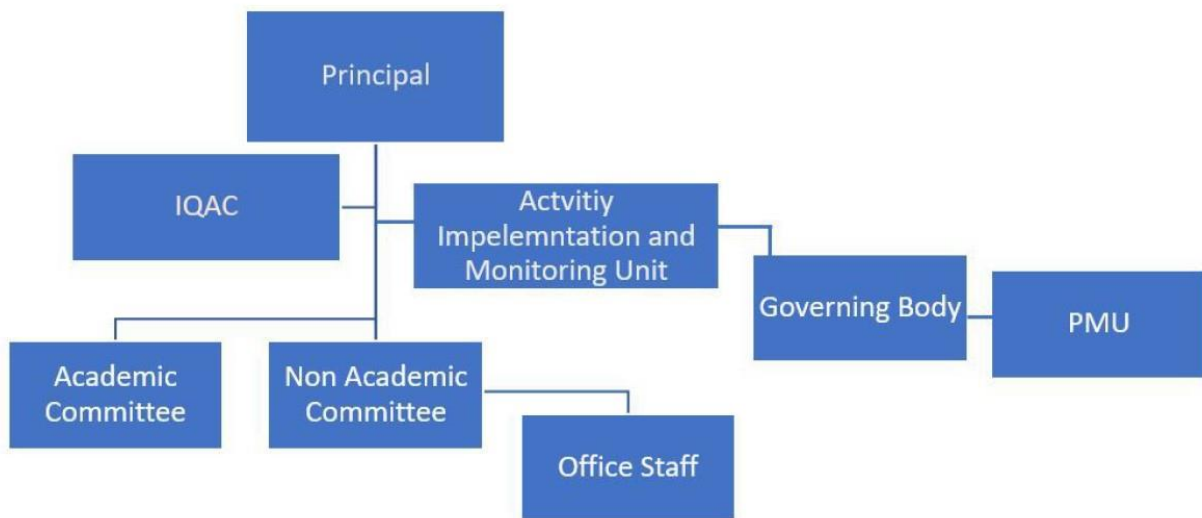 Principal
IQAC
Actvitiy
Impelemntation and
Monitoring Unit
Governing Body
PMU
Academic
Committee
Non Academic
Committee
Office Staff